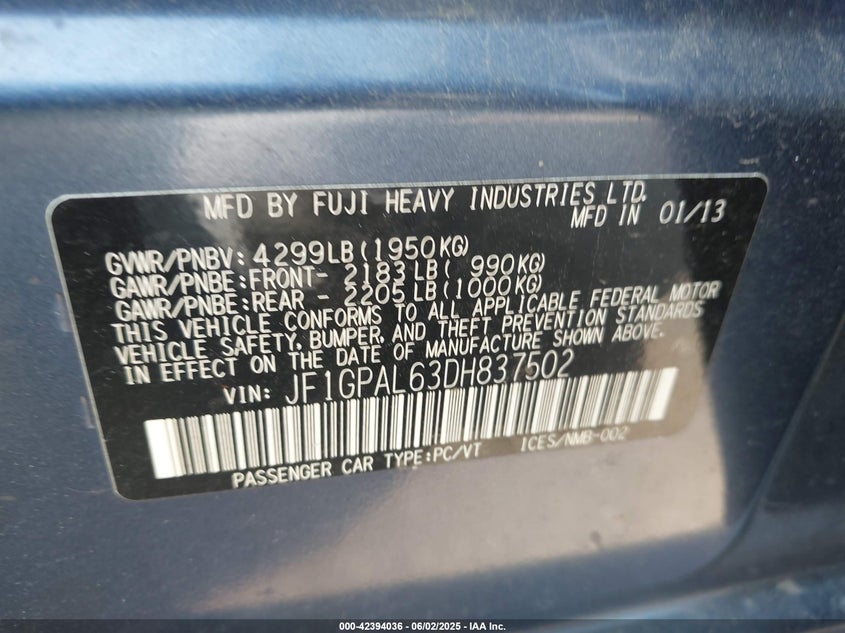 MFD BY FUJI HEAVY INDUSTRIES LTD.
MFD IN 01/13
GVWR/PNBV: 4299LB(1950KG)
GAWR/PNBE:FRONT- 2183LB( 990KG)
GAWR/PNBE:REAR - 2205LB(1000KG)
THIS VEHICLE CONFORMS TO ALL APPLICABLE FEDERAL MOTOR
VEHICLE SAFETY, BUMPER, AND THEFT PREVENTION STANDARDS
IN EFFECT ON THE DATE OF MANUFACTURE SHOWN ABOVE.
VIN: JF1GPAL63DH837502
PASSENGER CAR TYPE:PC/VT ICES/NMB-002
000-42394036 - 06/02/2025 - IAA Inc.